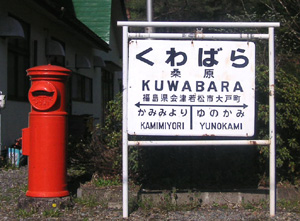 くわばら
桑原
KUWABARA
福島県会津若松市大戸町
かみみより ゆのかみ
KAMIMIYORI YUNOKAMI